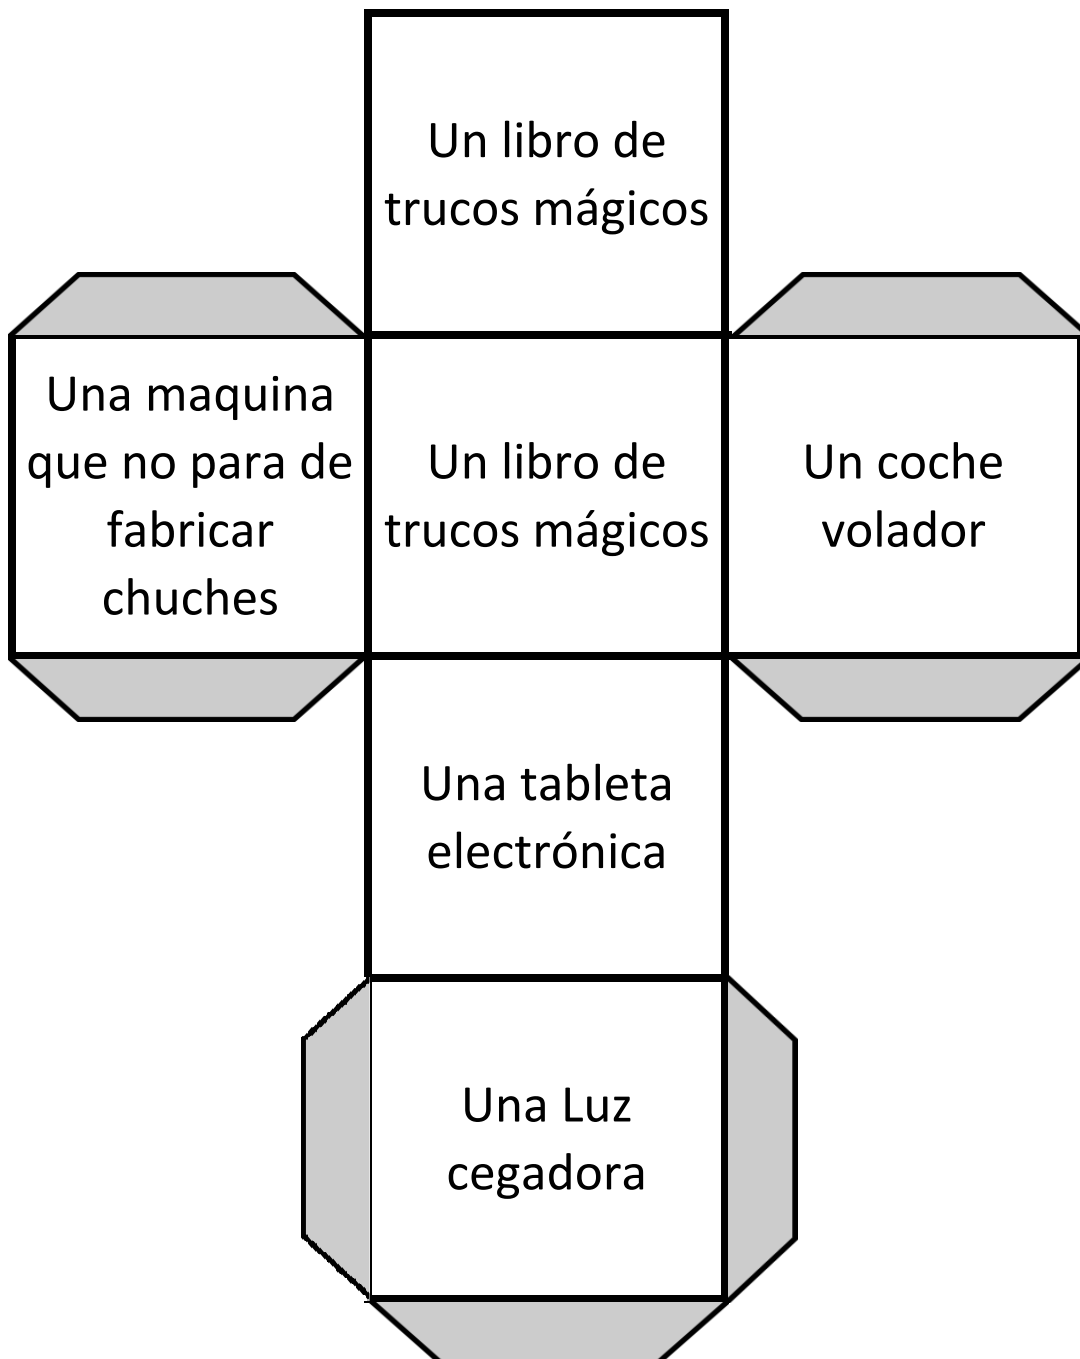 Un libro de
trucos mágicos
Una maquina
que no para de
fabricar
chuches
Un libro de
trucos mágicos
Un coche
volador
Una tableta
electrónica
Una Luz
cegadora